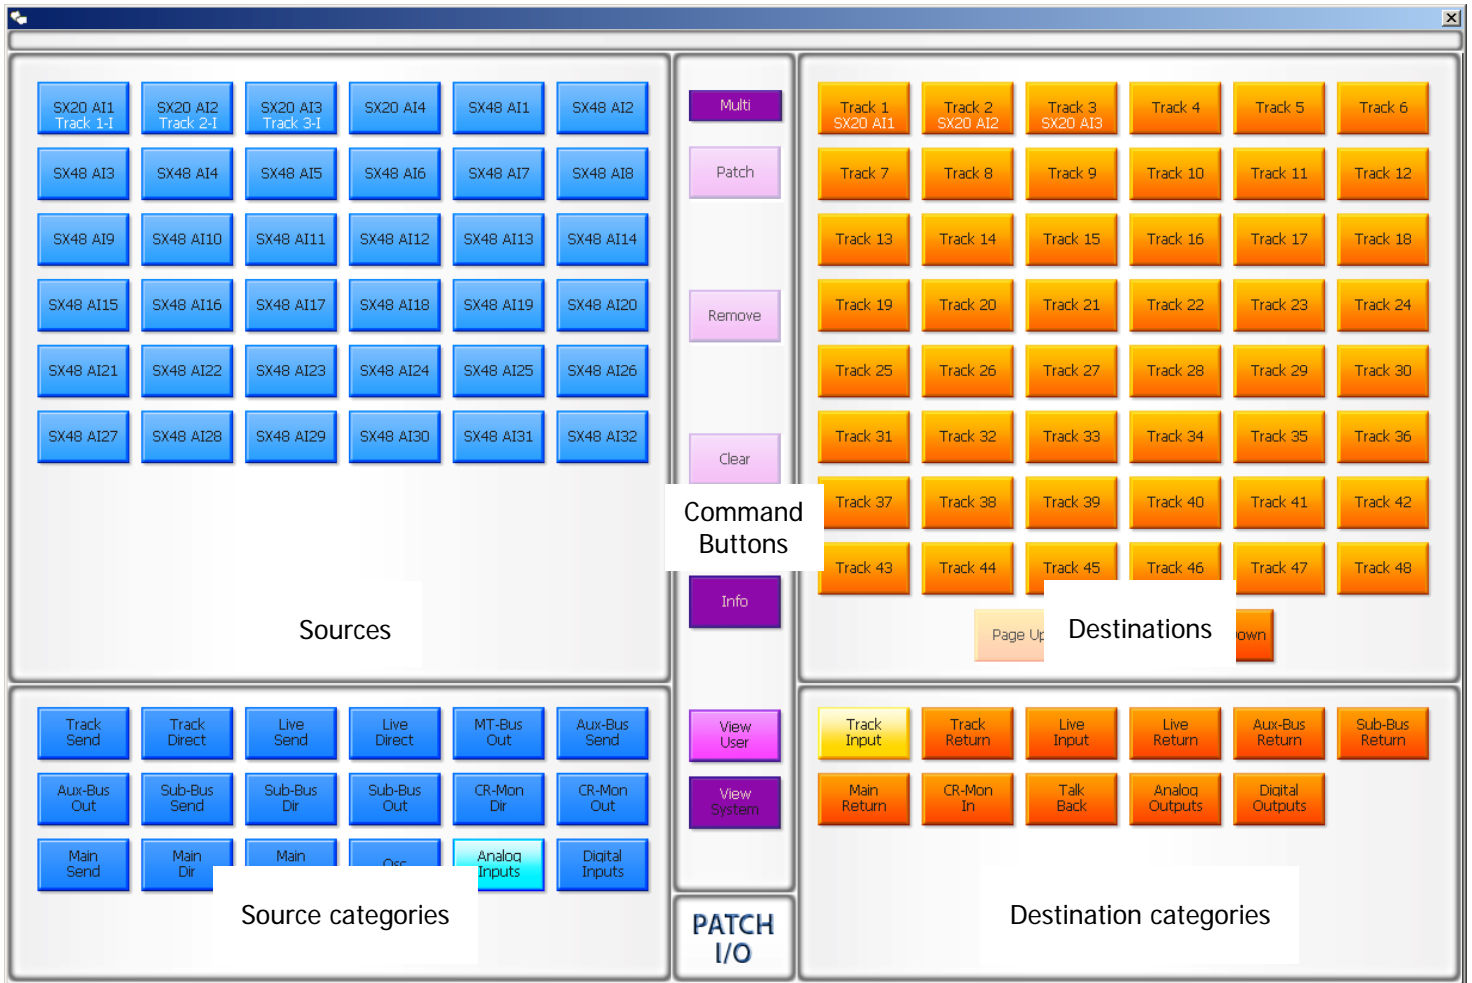 SX20 AI1
Track 1-I
SX20 AI2
Track 2-I
SX20 AI3
Track 3-I
SX20 AI4
SX48 AI1
SX48 AI2
SX48 AI3
SX48 AI4
SX48 AI5
SX48 AI6
SX48 AI7
SX48 AI8
SX48 AI9
SX48 AI10
SX48 AI11
SX48 AI12
SX48 AI13
SX48 AI14
SX48 AI15
SX48 AI16
SX48 AI17
SX48 AI18
SX48 AI19
SX48 AI20
SX48 AI21
SX48 AI22
SX48 AI23
SX48 AI24
SX48 AI25
SX48 AI26
SX48 AI27
SX48 AI28
SX48 AI29
SX48 AI30
SX48 AI31
SX48 AI32
Sources
Track
Send
Track
Direct
Live
Send
Live
Direct
MT-Bus
Out
Aux-Bus
Send
Aux-Bus
Out
Sub-Bus
Send
Sub-Bus
Dir
Sub-Bus
Out
CR-Mon
Dir
CR-Mon
Out
Main
Send
Main
Dir
Main
Osc
Analog
Inputs
Digital
Inputs
Source categories
Multi
Patch
Remove
Clear
Command
Buttons
Info
View
User
View
System
PATCH
I/O
Track 1
SX20 AI1
Track 2
SX20 AI2
Track 3
SX20 AI3
Track 4
Track 5
Track 6
Track 7
Track 8
Track 9
Track 10
Track 11
Track 12
Track 13
Track 14
Track 15
Track 16
Track 17
Track 18
Track 19
Track 20
Track 21
Track 22
Track 23
Track 24
Track 25
Track 26
Track 27
Track 28
Track 29
Track 30
Track 31
Track 32
Track 33
Track 34
Track 35
Track 36
Track 37
Track 38
Track 39
Track 40
Track 41
Track 42
Track 43
Track 44
Track 45
Track 46
Track 47
Track 48
Page Up
Destinations
own
Track
Input
Track
Return
Live
Input
Live
Return
Aux-Bus
Return
Sub-Bus
Return
Main
Return
CR-Mon
In
Talk
Back
Analog
Outputs
Digital
Outputs
Destination categories